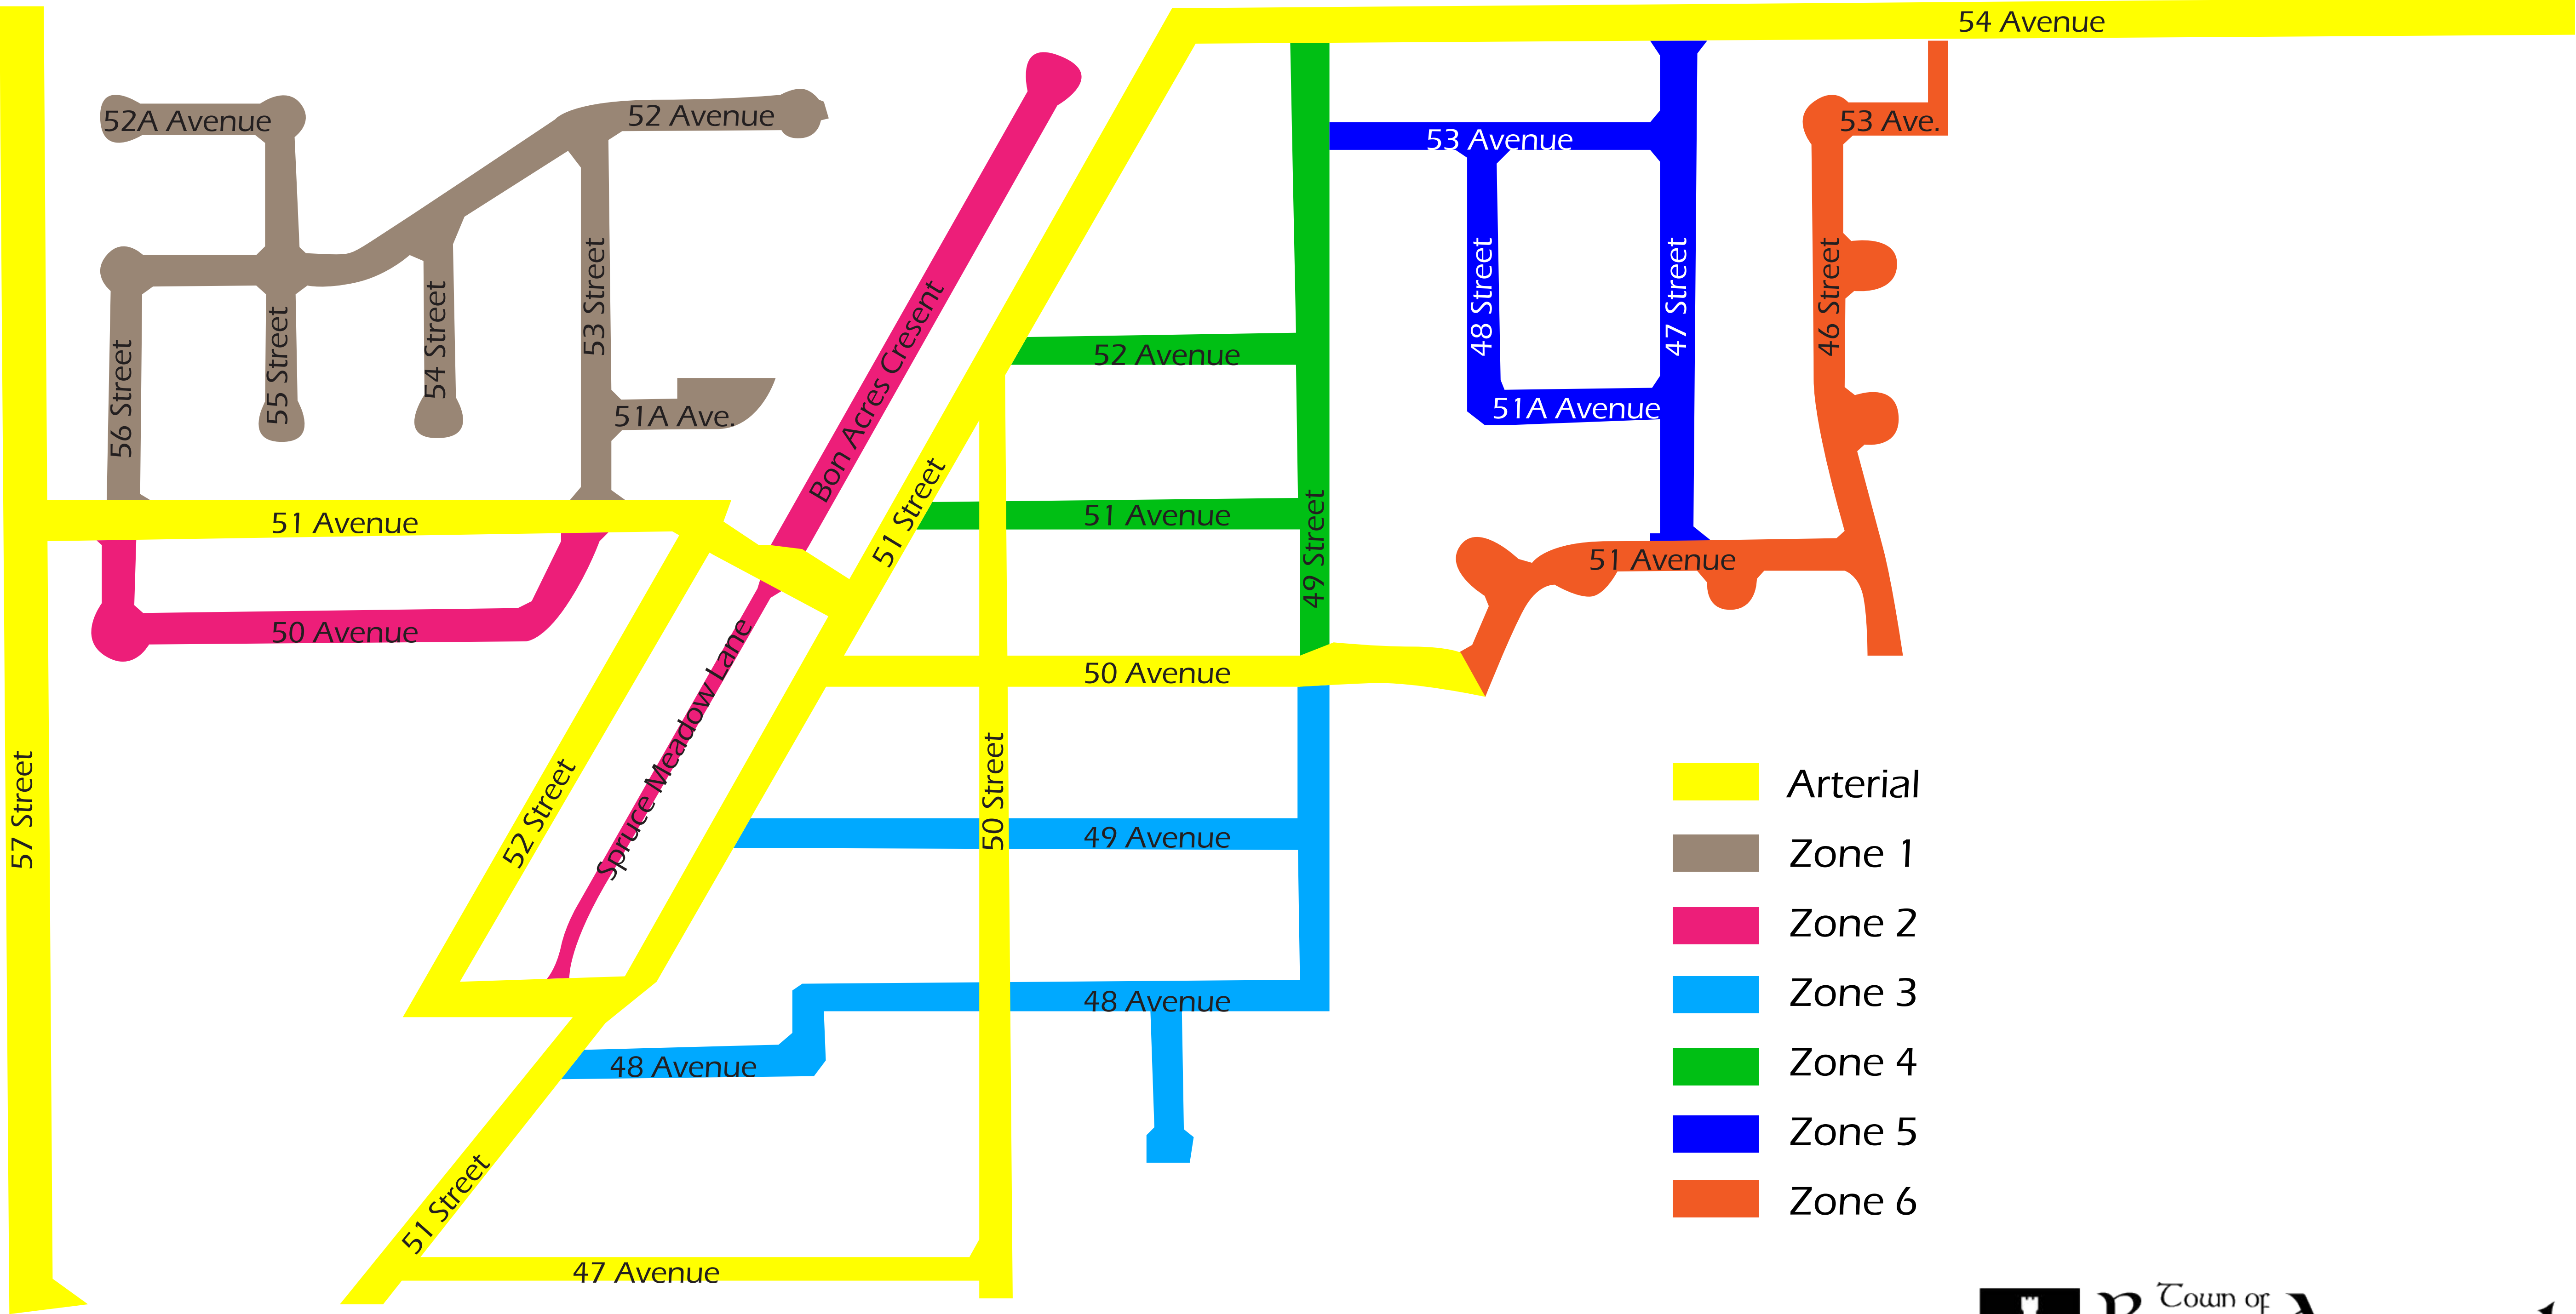 54 Avenue
52A Avenue
52 Avenue
53 Ave.
53 Avenue
56 Street
55 Street
54 Street
53 Street
51A Ave.
Bon Acres Cresent
52 Avenue
48 Street
47 Street
46 Street
51A Avenue
51 Avenue
51 Street
51 Avenue
49 Street
51 Avenue
50 Avenue
50 Avenue
57 Street
52 Street
Spruce Meadow Lane
50 Street
49 Avenue
48 Avenue
48 Avenue
51 Street
47 Avenue
Arterial
Zone 1
Zone 2
Zone 3
Zone 4
Zone 5
Zone 6
Town of